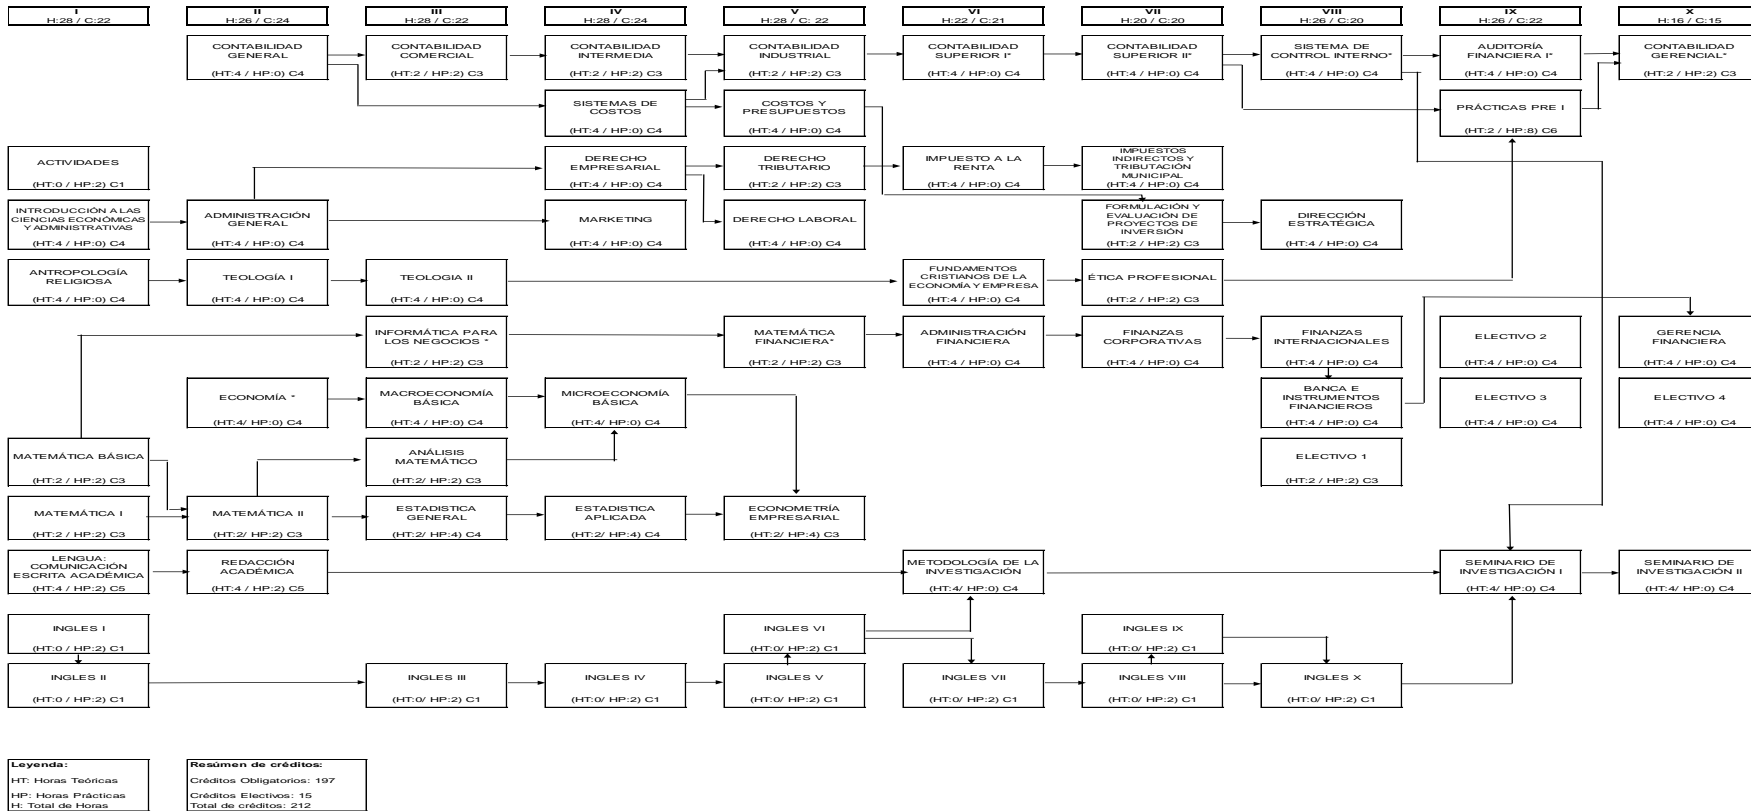 I
H:28 / C:22
II
H:26 / C:24
III
H:28 / C:22
IV
H:28 / C:24
V
H:28 / C: 22
VI
H:22 / C:21
VII
H:20 / C:20
VIII
H:26 / C:20
IX
H:26 / C:22
X
H:16 / C:15
CONTABILIDAD
GENERAL
(HT:4 / HP:0) C4
CONTABILIDAD
COMERCIAL
(HT:2 / HP:2) C3
CONTABILIDAD
INTERMEDIA
(HT:2 / HP:2) C3
CONTABILIDAD
INDUSTRIAL
(HT:2 / HP:2) C3
CONTABILIDAD
SUPERIOR I*
(HT:4 / HP:0) C4
CONTABILIDAD
SUPERIOR II*
(HT:4 / HP:0) C4
SISTEMA DE
CONTROL INTERNO*
(HT:4 / HP:0) C4
AUDITORÍA
FINANCIERA I*
(HT:4 / HP:0) C4
CONTABILIDAD
GERENCIAL*
(HT:2 / HP:2) C3
SISTEMAS DE
COSTOS
(HT:4 / HP:0) C4
COSTOS Y
PRESUPUESTOS
(HT:4 / HP:0) C4
PRÁCTICAS PRE I
(HT:2 / HP:8) C6
ACTIVIDADES
(HT:0 / HP:2) C1
DERECHO
EMPRESARIAL
(HT:4 / HP:0) C4
DERECHO
TRIBUTARIO
(HT:2 / HP:2) C3
IMPUESTO A LA
RENTA
(HT:4 / HP:0) C4
IMPUESTOS
INDIRECTOS Y
TRIBUTACIÓN
MUNICIPAL
(HT:4 / HP:0) C4
INTRODUCCIÓN A LAS
CIENCIAS ECONÓMICAS
Y ADMINISTRATIVAS
(HT:4 / HP:0) C4
ADMINISTRACIÓN
GENERAL
(HT:4 / HP:0) C4
MARKETING
(HT:4 / HP:0) C4
DERECHO LABORAL
(HT:4 / HP:0) C4
FORMULACIÓN Y
EVALUACIÓN DE
PROYECTOS DE
INVERSIÓN
(HT:2 / HP:2) C3
DIRECCIÓN
ESTRATÉGICA
(HT:4 / HP:0) C4
ANTROPOLOGÍA
RELIGIOSA
(HT:4 / HP:0) C4
TEOLOGÍA I
(HT:4 / HP:0) C4
TEOLOGIA II
(HT:4 / HP:0) C4
FUNDAMENTOS
CRISTIANOS DE LA
ECONOMÍA Y EMPRESA
(HT:4 / HP:0) C4
ÉTICA PROFESIONAL
(HT:2 / HP:2) C3
INFORMÁTICA PARA
LOS NEGOCIOS *
(HT:2 / HP:2) C3
MATEMÁTICA
FINANCIERA*
(HT:2 / HP:2) C3
ADMINISTRACIÓN
FINANCIERA
(HT:4 / HP:0) C4
FINANZAS
CORPORATIVAS
(HT:4 / HP:0) C4
FINANZAS
INTERNACIONALES
(HT:4 / HP:0) C4
ELECTIVO 2
(HT:4 / HP:0) C4
GERENCIA
FINANCIERA
(HT:4 / HP:0) C4
ECONOMÍA *
(HT:4/ HP:0) C4
MACROECONOMÍA
BÁSICA
(HT:4 / HP:0) C4
MICROECONOMÍA
BÁSICA
(HT:4/ HP:0) C4
BANCA E
INSTRUMENTOS
FINANCIEROS
(HT:4 / HP:0) C4
ELECTIVO 3
(HT:4 / HP:0) C4
ELECTIVO 4
(HT:4 / HP:0) C4
MATEMÁTICA BÁSICA
(HT:2 / HP:2) C3
ANÁLISIS
MATEMÁTICO
(HT:2/ HP:2) C3
ELECTIVO 1
(HT:2 / HP:2) C3
MATEMÁTICA I
(HT:2 / HP:2) C3
MATEMÁTICA II
(HT:2/ HP:2) C3
ESTADISTICA
GENERAL
(HT:2/ HP:4) C4
ESTADISTICA
APLICADA
(HT:2/ HP:4) C4
ECONOMETRÍA
EMPRESARIAL
(HT:2/ HP:4) C3
LENGUA:
COMUNICACIÓN
ESCRITA ACADÉMICA
(HT:4 / HP:2) C5
REDACCIÓN
ACADÉMICA
(HT:4 / HP:2) C5
METODOLOGÍA DE LA
INVESTIGACIÓN
(HT:4/ HP:0) C4
SEMINARIO DE
INVESTIGACIÓN I
(HT:4/ HP:0) C4
SEMINARIO DE
INVESTIGACIÓN II
(HT:4/ HP:0) C4
INGLES I
(HT:0 / HP:2) C1
INGLES VI
(HT:0/ HP:2) C1
INGLES IX
(HT:0/ HP:2) C1
INGLES II
(HT:0 / HP:2) C1
INGLES III
(HT:0/ HP:2) C1
INGLES IV
(HT:0/ HP:2) C1
INGLES V
(HT:0/ HP:2) C1
INGLES VII
(HT:0/ HP:2) C1
INGLES VIII
(HT:0/ HP:2) C1
INGLES X
(HT:0/ HP:2) C1
Leyenda:
HT: Horas Teóricas
HP: Horas Prácticas
H: Total de Horas
Resúmen de créditos:
Créditos Obligatorios: 197
Créditos Electivos: 15
Total de créditos: 212